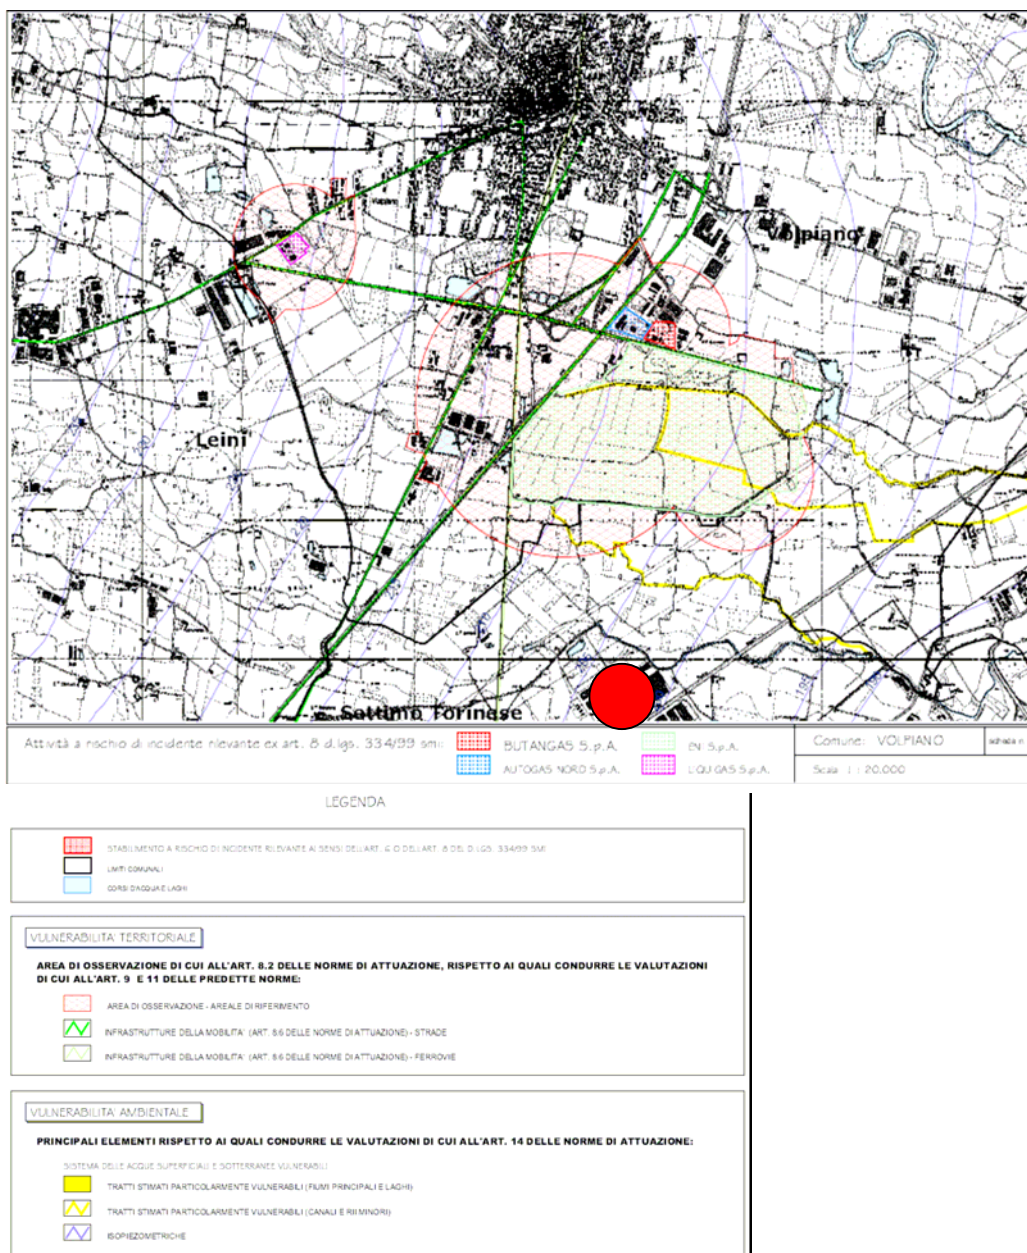 Volpiano
Leini
Settimo Torinese
Attività a rischio di incidente rilevante ex art. 8 d.lgs. 334/99 smi:
BUTANGAS S.p.A.
ENI S.p.A.
AUTOGAS NORD S.p.A.
LIQUIGAS S.p.A.
Comune: VOLPIANO
scheda n.
Scala 1 : 20.000
LEGENDA
STABILIMENTO A RISCHIO DI INCIDENTE RILEVANTE AI SENSI DELL'ART. 6 O DELL'ART. 8 DEL D.LGS. 334/99 SMI
LIMITI COMUNALI
CORSI D'ACQUA E LAGHI
VULNERABILITA' TERRITORIALE
AREA DI OSSERVAZIONE DI CUI ALL'ART. 8.2 DELLE NORME DI ATTUAZIONE, RISPETTO AI QUALI CONDURRE LE VALUTAZIONI
DI CUI ALL'ART. 9 E 11 DELLE PREDETTE NORME:
AREA DI OSSERVAZIONE - AREALE DI RIFERIMENTO
INFRASTRUTTURE DELLA MOBILITA' (ART. 8.6 DELLE NORME DI ATTUAZIONE) - STRADE
INFRASTRUTTURE DELLA MOBILITA' (ART. 8.6 DELLE NORME DI ATTUAZIONE) - FERROVIE
VULNERABILITA' AMBIENTALE
PRINCIPALI ELEMENTI RISPETTO AI QUALI CONDURRE LE VALUTAZIONI DI CUI ALL'ART. 14 DELLE NORME DI ATTUAZIONE:
SISTEMA DELLE ACQUE SUPERFICIALI E SOTTERRANEE VULNERABILI
TRATTI STIMATI PARTICOLARMENTE VULNERABILI (FIUMI PRINCIPALI E LAGHI)
TRATTI STIMATI PARTICOLARMENTE VULNERABILI (CANALI E RII MINORI)
ISOPIEZOMETRICHE